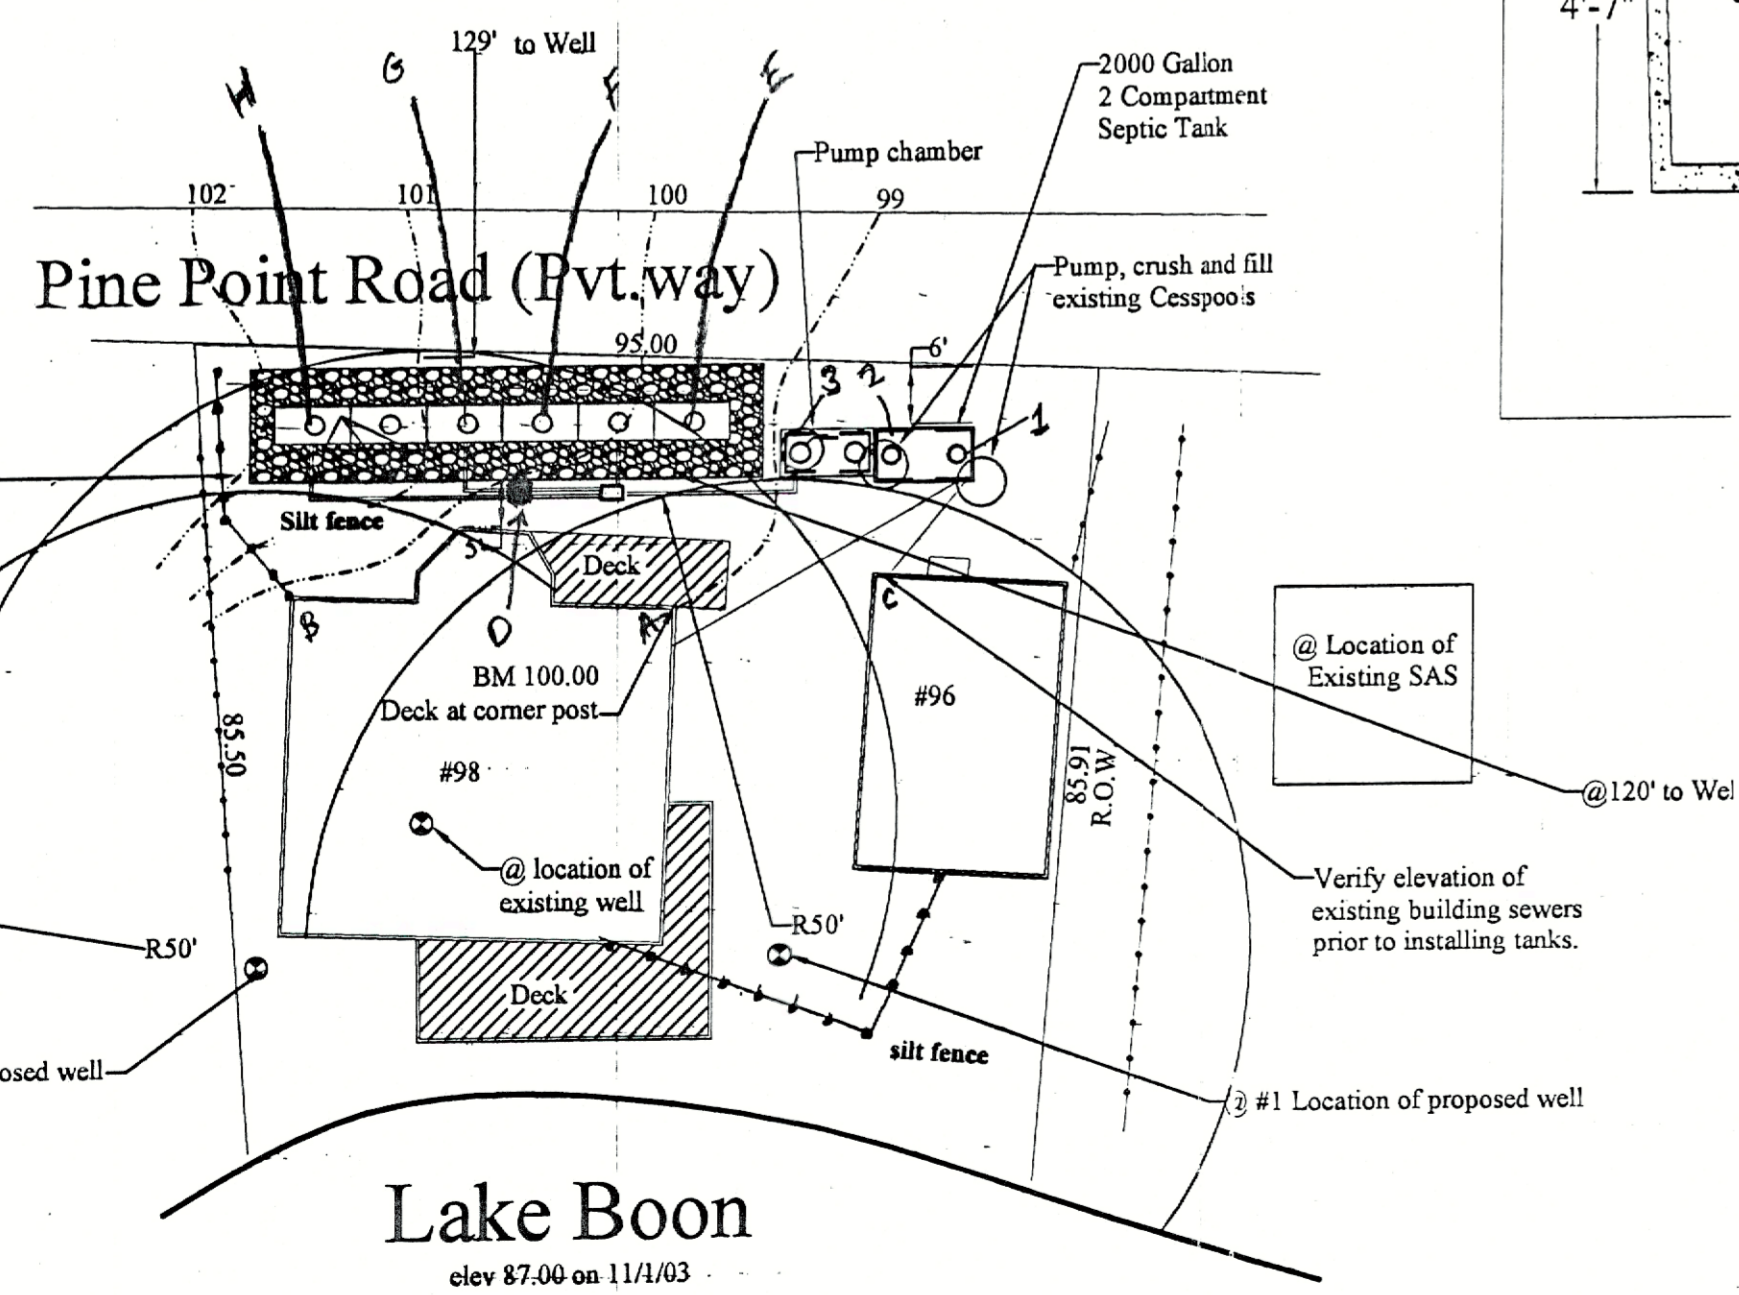 4'-7"
129' to Well
H
G
F
E
2000 Gallon
2 Compartment
Septic Tank
Pump chamber
102
101
100
99
Pine Point Road (Pvt.way)
Pump, crush and fill
existing Cesspools
95.00
6'
3
2
1
Silt fence
5'
Deck
B
D
A
C
BM 100.00
Deck at corner post
#98
#96
@ Location of
Existing SAS
85.50
85.91
R.O.W
@120' to Wel
@ location of
existing well
Verify elevation of
existing building sewers
prior to installing tanks.
R50'
R50'
Deck
silt fence
osed well
@ #1 Location of proposed well
Lake Boon
elev 87.00 on 11/1/03